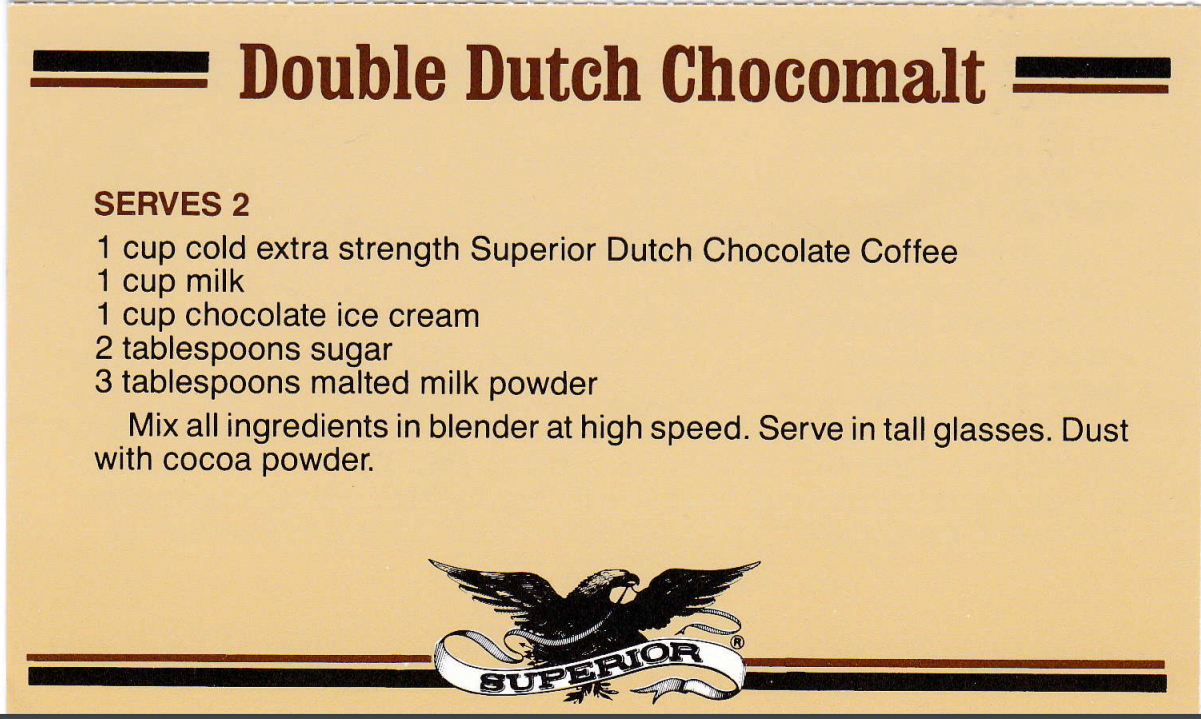 Double Dutch Chocomalt
SERVES 2
1 cup cold extra strength Superior Dutch Chocolate Coffee
1 cup milk
1 cup chocolate ice cream
2 tablespoons sugar
3 tablespoons malted milk powder
Mix all ingredients in blender at high speed. Serve in tall glasses. Dust
with cocoa powder.
SUPERIOR ®